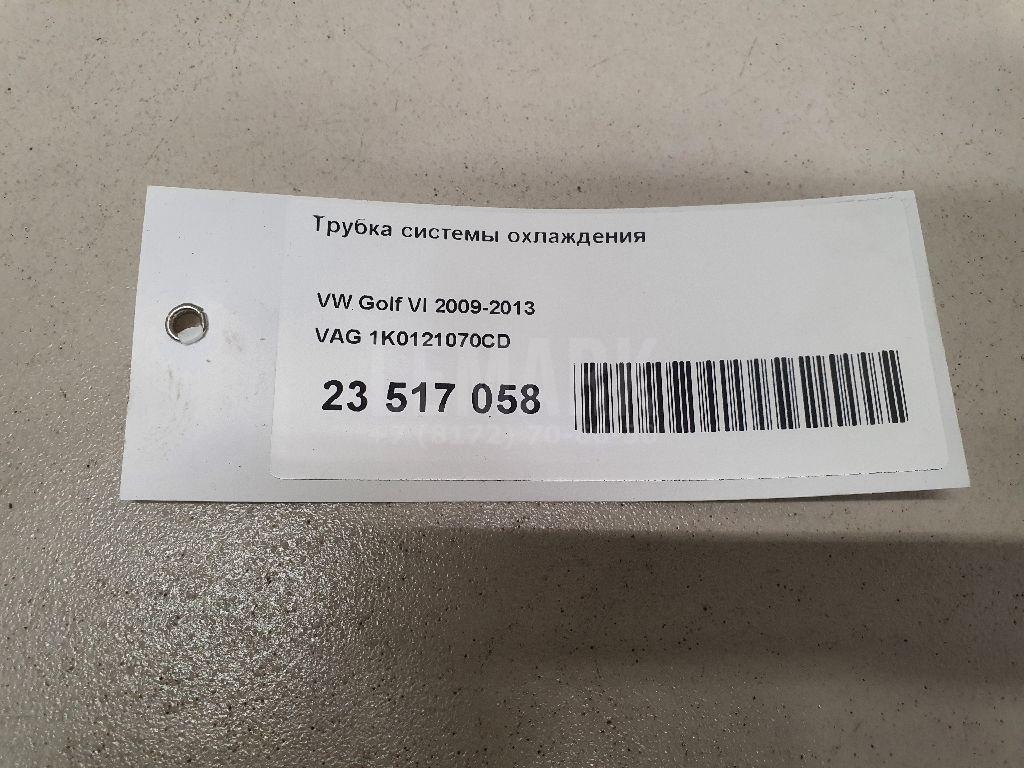 Трубка системы охлаждения
VW Golf VI 2009-2013
VAG 1K0121070CD
23 517 058